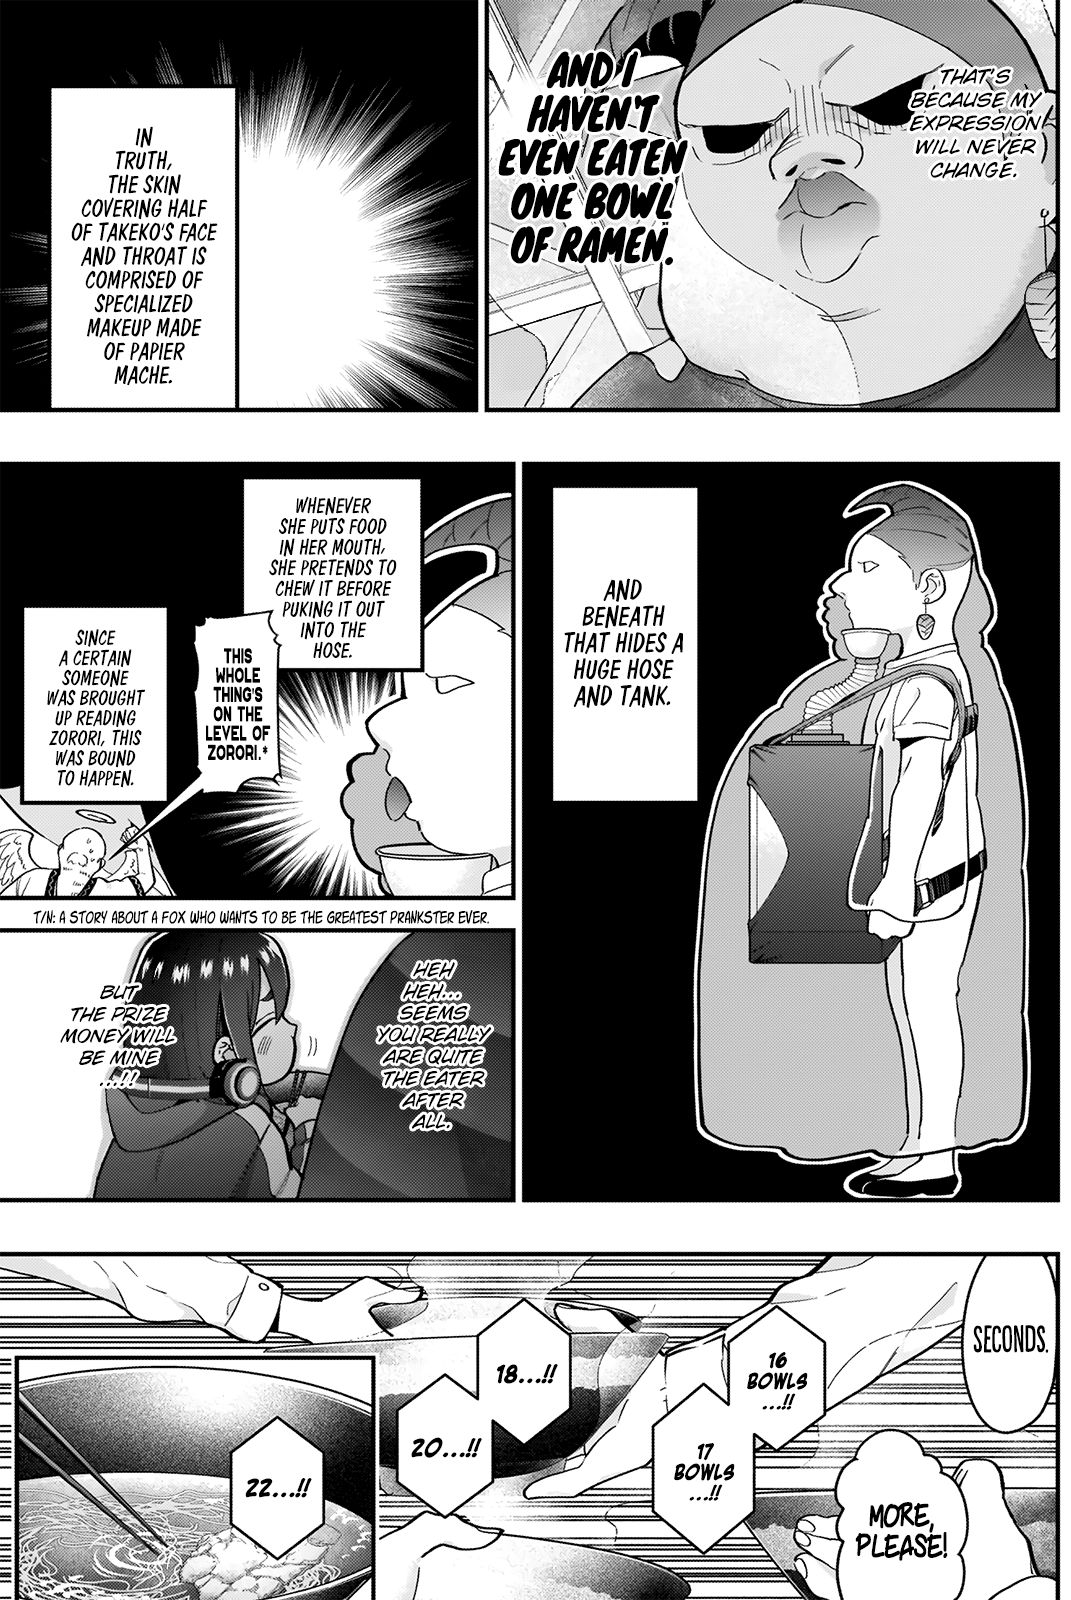 THAT'S
BECAUSE MY
EXPRESSION
WILL NEVER
CHANGE.
AND I
HAVEN'T
EVEN EATEN
ONE BOWL
OF RAMEN.
IN
TRUTH,
THE SKIN
COVERING HALF
OF TAKEKO'S FACE
AND THROAT IS
COMPRISED OF
SPECIALIZED
MAKEUP MADE
OF PAPIER
MACHE.
AND
BENEATH
THAT HIDES A
HUGE HOSE
AND TANK.
WHENEVER
SHE PUTS FOOD
IN HER MOUTH,
SHE PRETENDS TO
CHEW IT BEFORE
PUKING IT OUT
INTO THE
HOSE.
THIS
WHOLE
THING'S
ON THE
LEVEL OF
ZORORI.*
SINCE
A CERTAIN
SOMEONE
WAS BROUGHT
UP READING
ZORORI, THIS
WAS BOUND
TO HAPPEN.
T/N: A STORY ABOUT A FOX WHO WANTS TO BE THE GREATEST PRANKSTER EVER.
HEH
HEH...
SEEMS
YOU REALLY
ARE QUITE
THE EATER
AFTER
ALL.
BUT
THE PRIZE
MONEY WILL
BE MINE
...!!
SECONDS.
MORE,
PLEASE!
16
BOWLS
...!!
17
BOWLS
...!!
18...!!
20...!!
22...!!